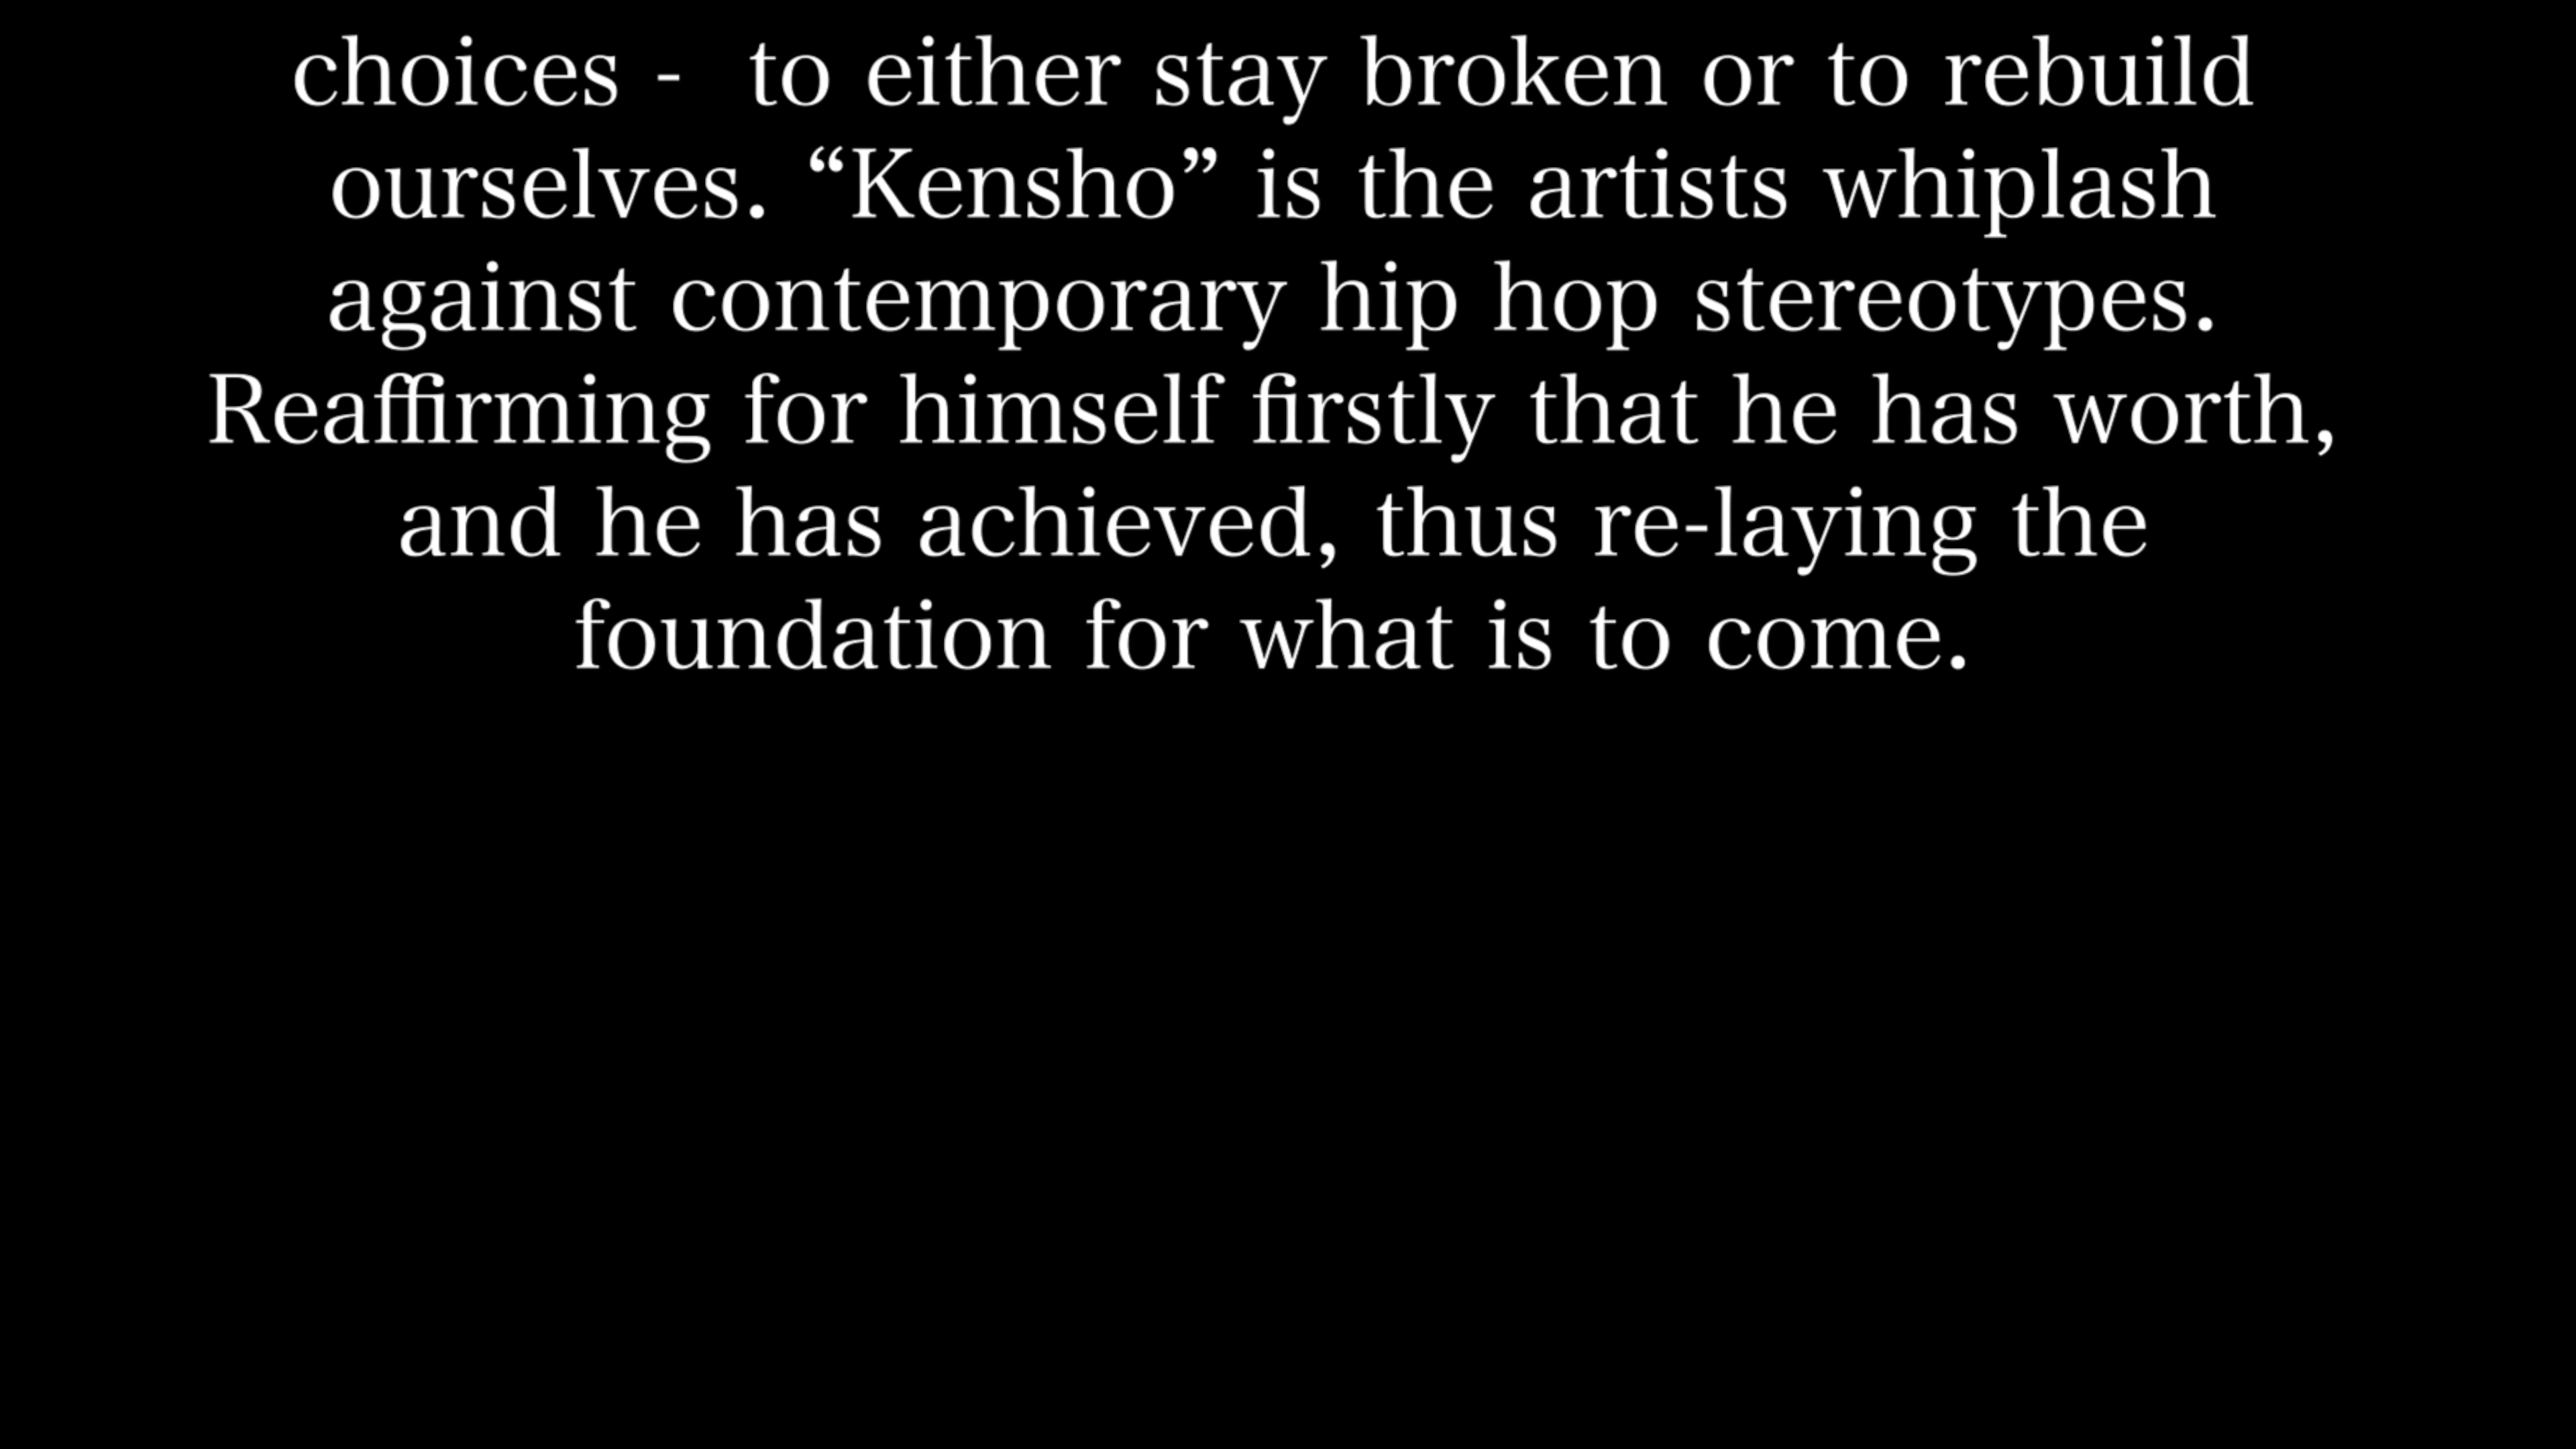 choices -  to either stay broken or to rebuild
ourselves. “Kensho” is the artists whiplash
against contemporary hip hop stereotypes.
Reaffirming for himself firstly that he has worth,
and he has achieved, thus re-laying the
foundation for what is to come.